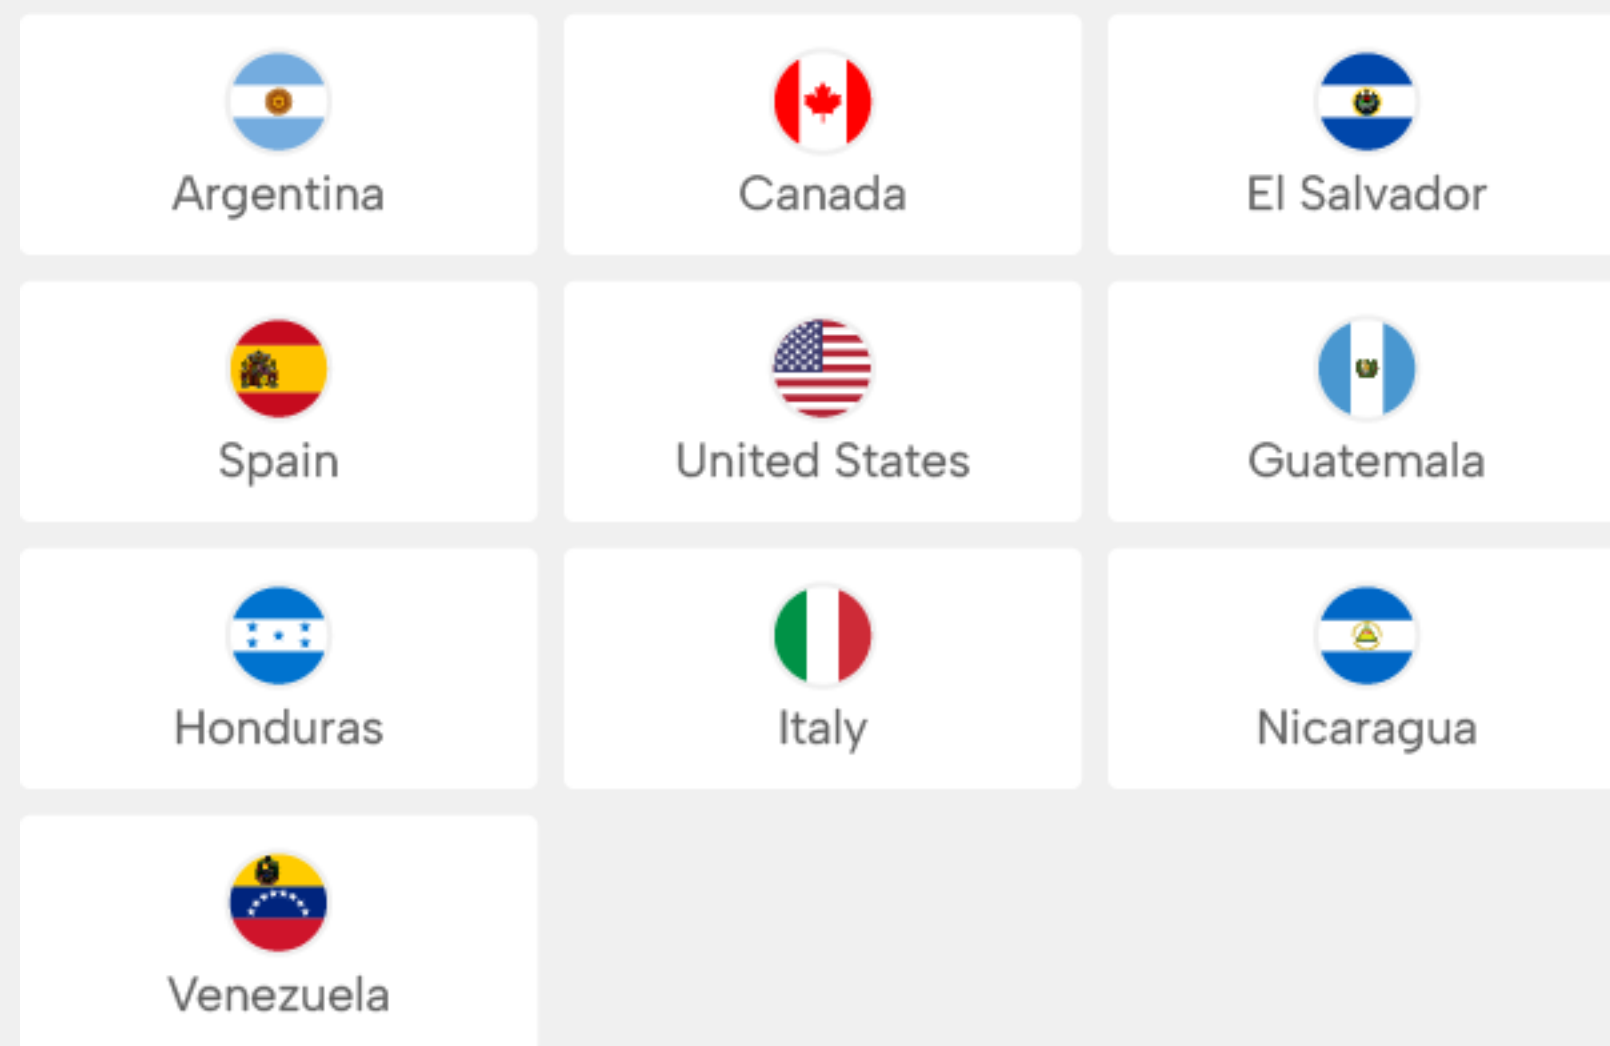 Argentina
Canada
El Salvador
Spain
United States
Guatemala
Honduras
Italy
Nicaragua
Venezuela